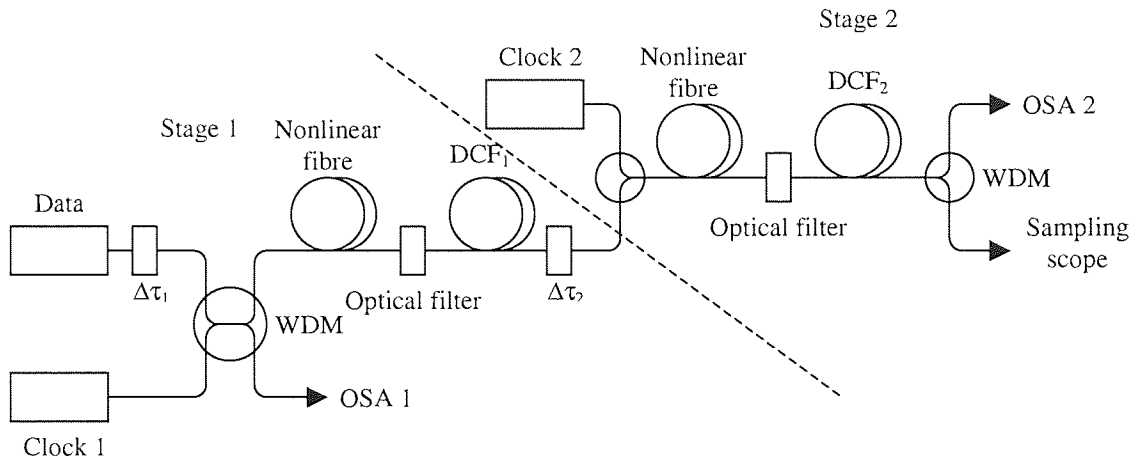 Stage 2
Clock 2
Nonlinear
fibre
DCF₂
OSA 2
WDM
Optical filter
Sampling
scope
Stage 1
Nonlinear
fibre
DCF₁
Data
Δτ₁
Optical filter
Δτ₂
WDM
OSA 1
Clock 1